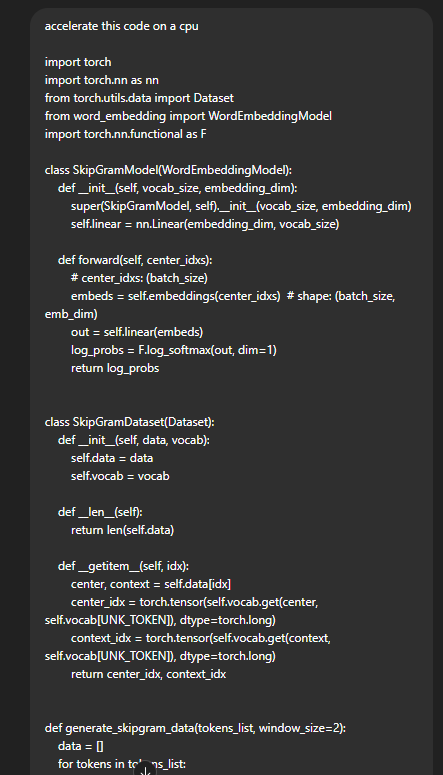 accelerate this code on a cpu
import torch
import torch.nn as nn
from torch.utils.data import Dataset
from word_embedding import WordEmbeddingModel
import torch.nn.functional as F
class SkipGramModel(WordEmbeddingModel):
def __init__(self, vocab_size, embedding_dim):
super(SkipGramModel, self).__init__(vocab_size, embedding_dim)
self.linear = nn.Linear(embedding_dim, vocab_size)
def forward(self, center_idxs):
# center_idxs: (batch_size)
embeds = self.embeddings(center_idxs)  # shape: (batch_size,
emb_dim)
out = self.linear(embeds)
log_probs = F.log_softmax(out, dim=1)
return log_probs
class SkipGramDataset(Dataset):
def __init__(self, data, vocab):
self.data = data
self.vocab = vocab
def __len__(self):
return len(self.data)
def __getitem__(self, idx):
center, context = self.data[idx]
center_idx = torch.tensor(self.vocab.get(center,
self.vocab[UNK_TOKEN]), dtype=torch.long)
context_idx = torch.tensor(self.vocab.get(context,
self.vocab[UNK_TOKEN]), dtype=torch.long)
return center_idx, context_idx
def generate_skipgram_data(tokens_list, window_size=2):
data = []
for tokens in tokens_list: